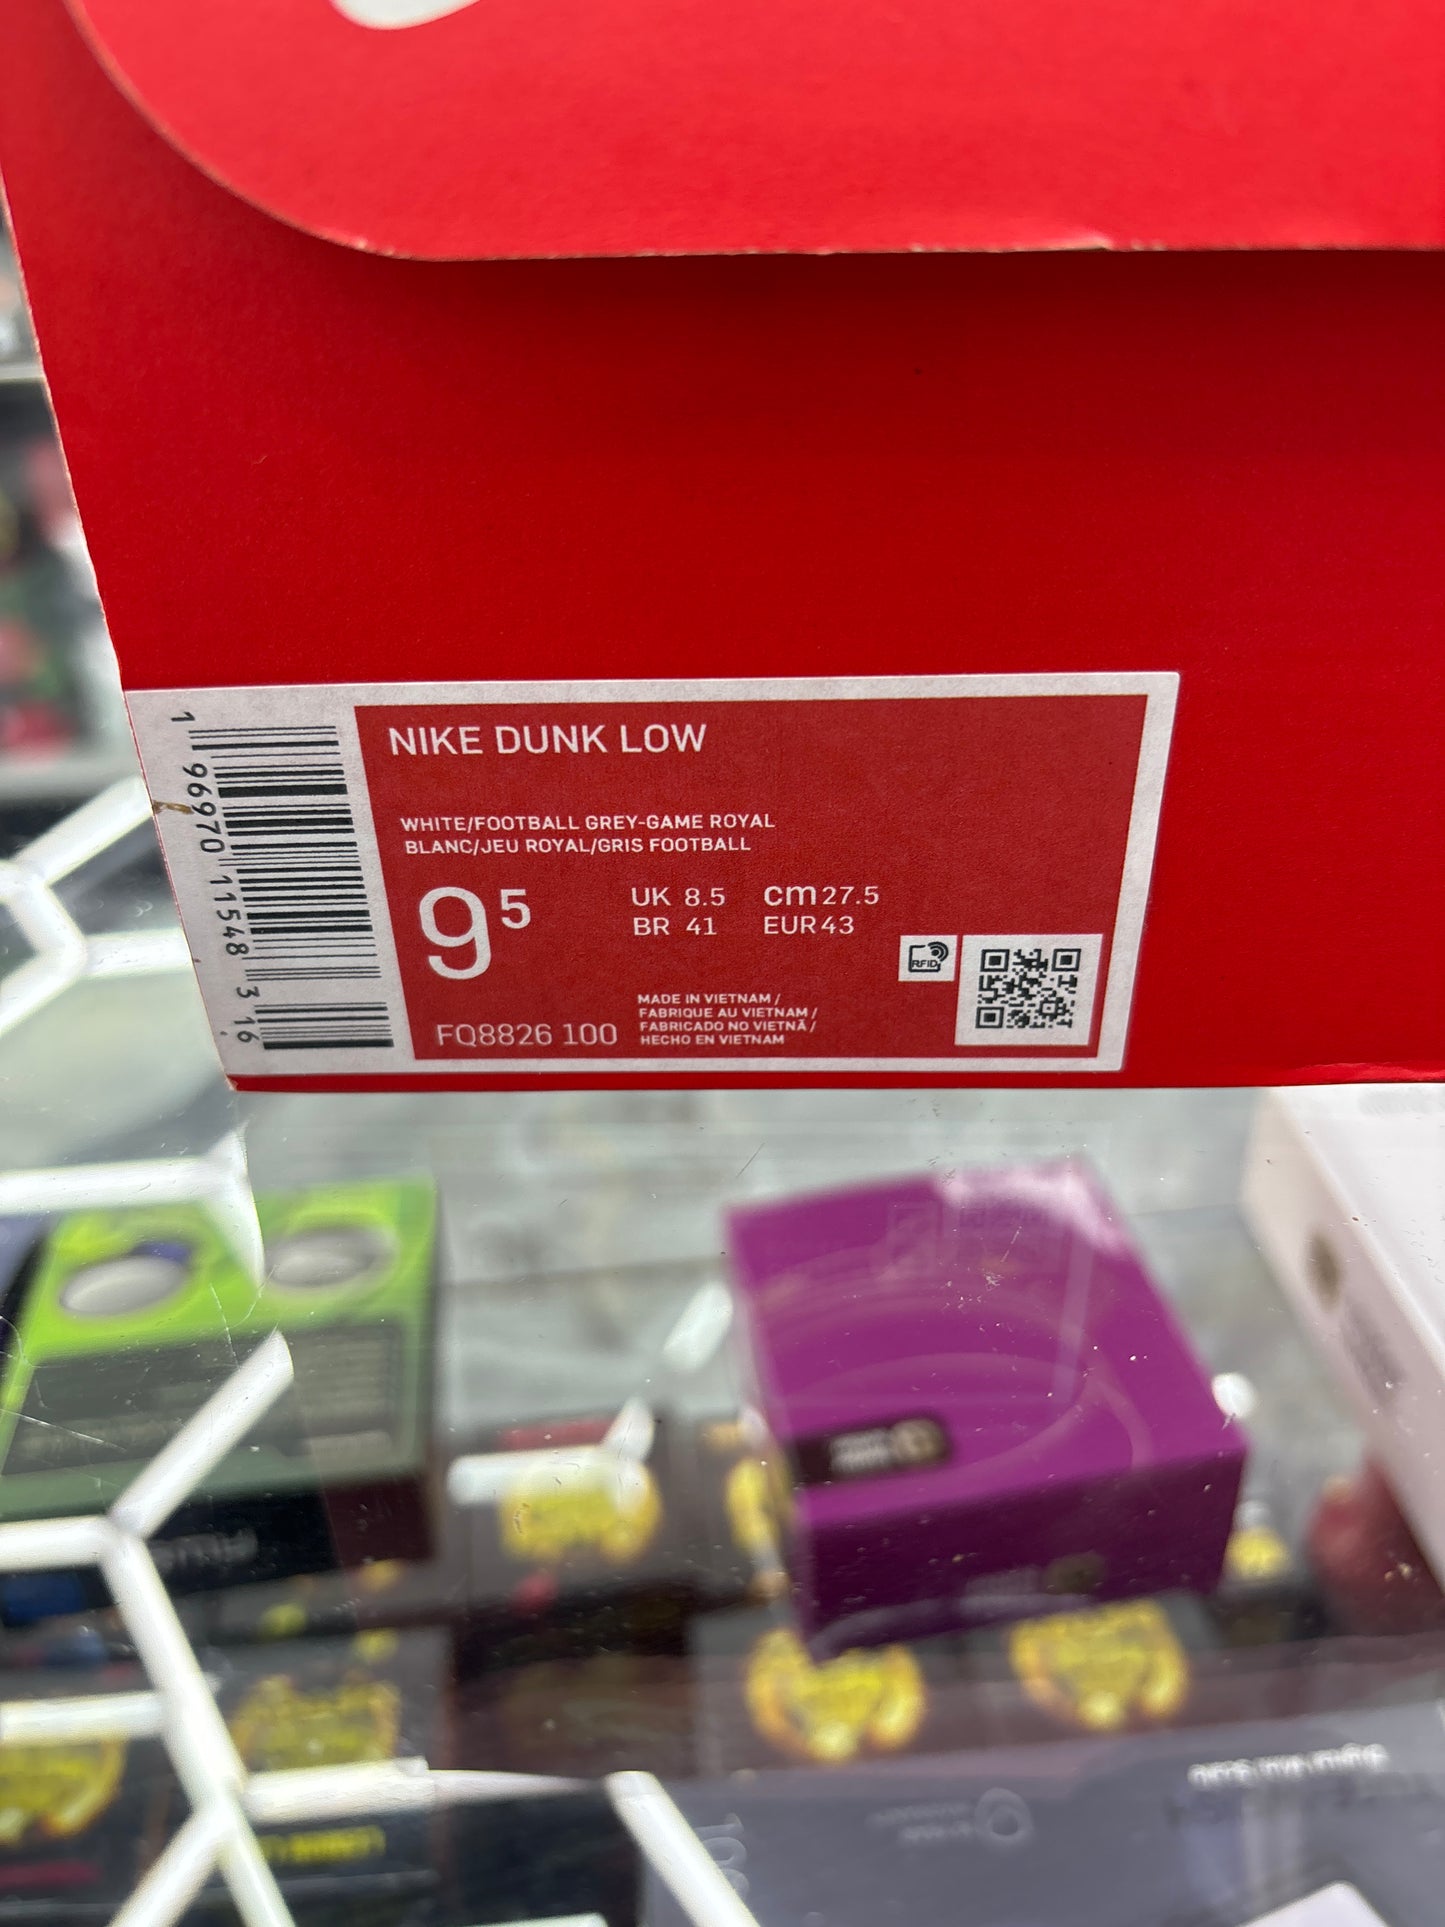 NIKE DUNK LOW
WHITE/FOOTBALL GREY-GAME ROYAL
BLANC/JEU ROYAL/GRIS FOOTBALL
9 5
UK 8.5 cm 27.5
BR 41 EUR 43
RFID
MADE IN VIETNAM /
FABRIQUE AU VIETNAM /
FABRICADO NO VIETNÃ /
HECHO EN VIETNAM
FQ8826 100
1 96970 11548 3 16